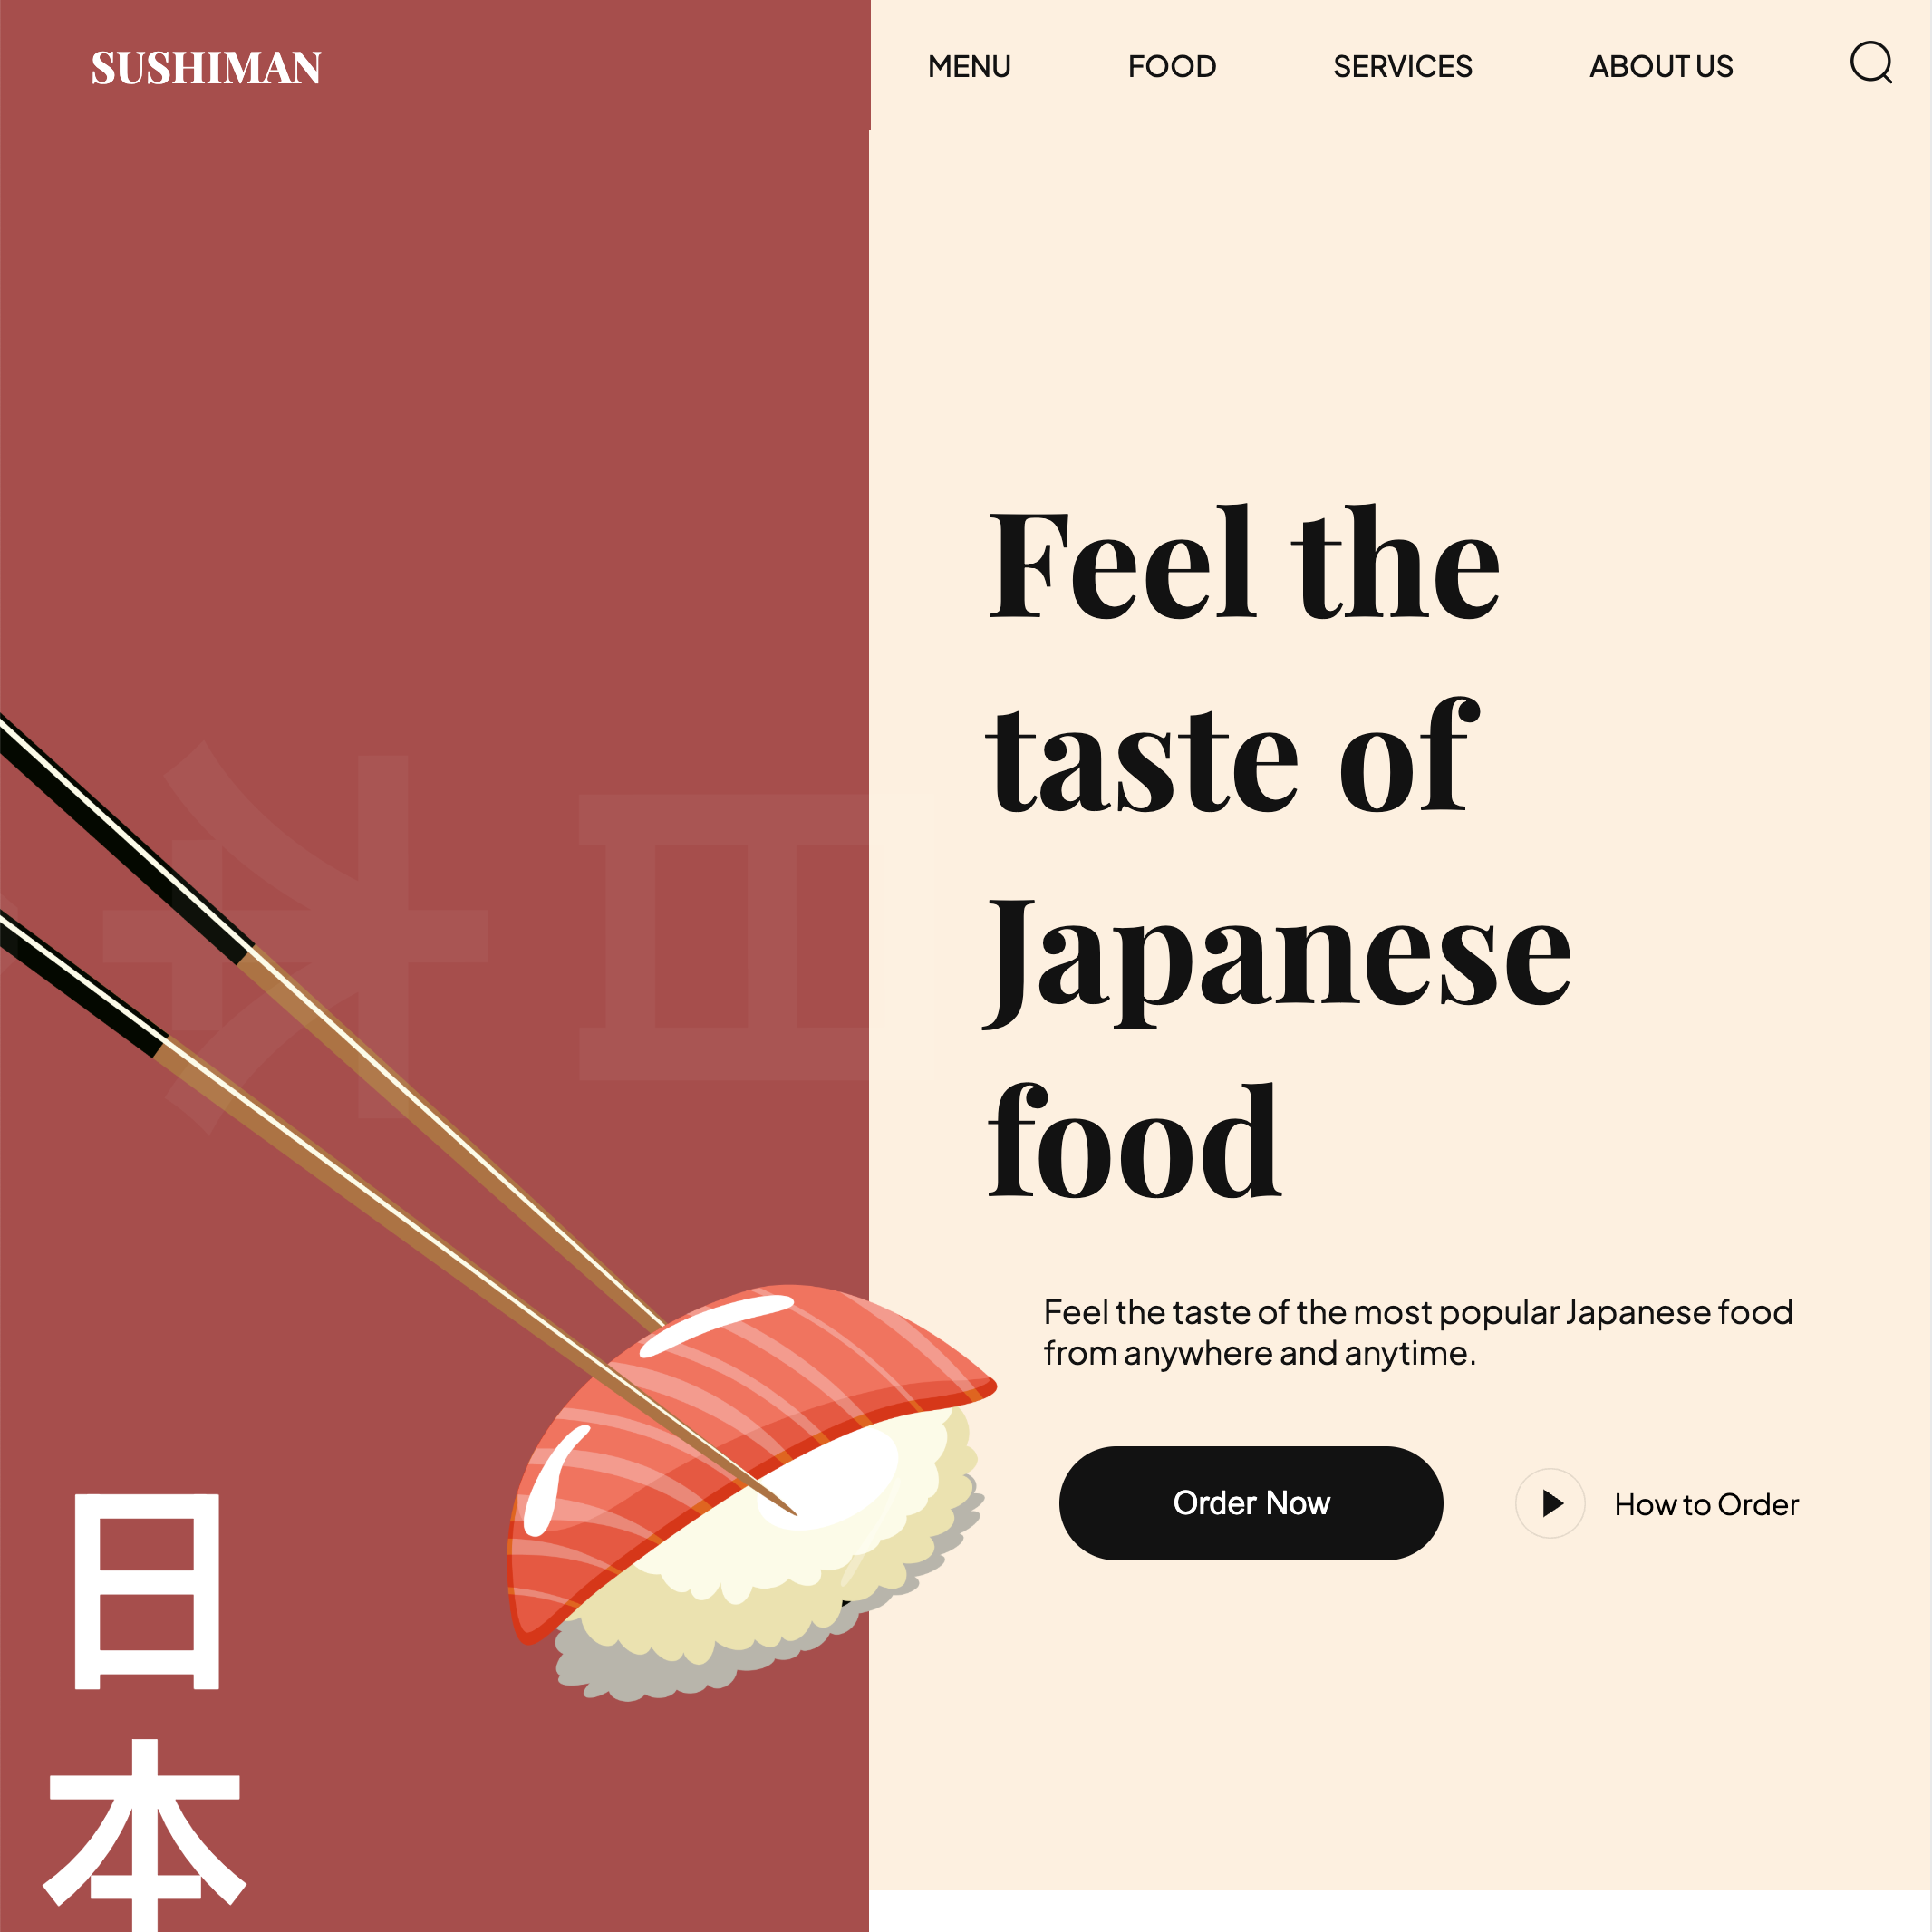 SUSHIMAN
MENU
FOOD
SERVICES
ABOUT US
Feel the
taste of
Japanese
food
Feel the taste of the most popular Japanese food
from anywhere and anytime.
Order Now
How to Order
日
本